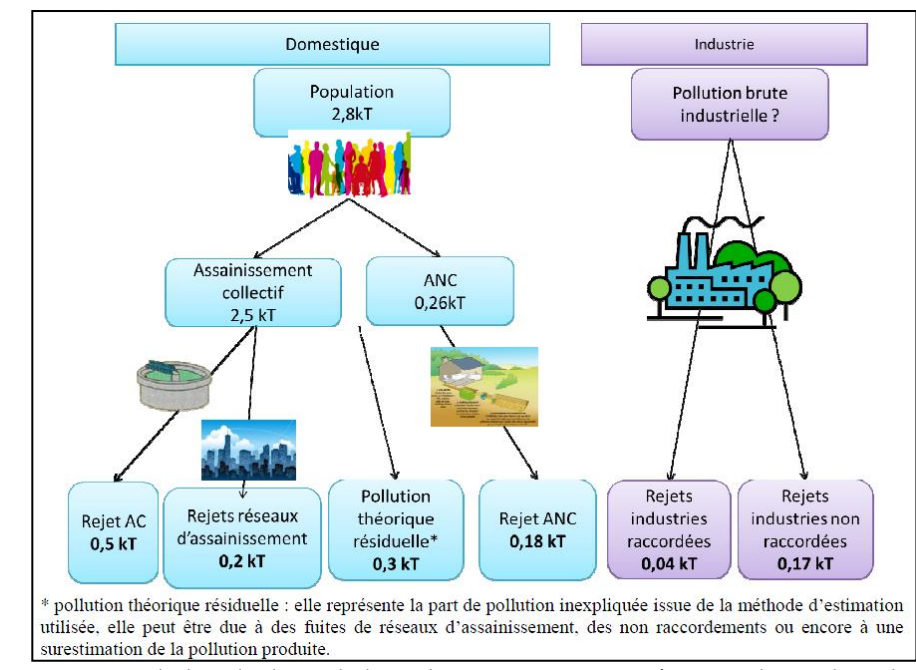 Domestique
Industrie
Population
2,8kT
Pollution brute
industrielle ?
Assainissement
collectif
2,5 kT
ANC
0,26kT
Rejet AC
0,5 kT
Rejets réseaux
d'assainissement
0,2 kT
Pollution
théorique
résiduelle*
0,3 kT
Rejet ANC
0,18 kT
Rejets
industries
raccordées
0,04 kT
Rejets
industries non
raccordées
0,17 kT
* pollution théorique résiduelle : elle représente la part de pollution inexpliquée issue de la méthode d'estimation
utilisée, elle peut être due à des fuites de réseaux d'assainissement, des non raccordements ou encore à une
surestimation de la pollution produite.